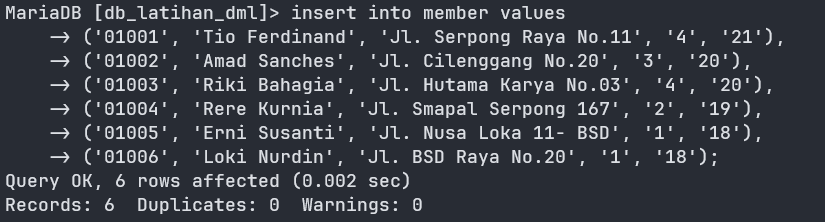 MariaDB [db_latihan_dml]> insert into member values
    -> ('01001', 'Tio Ferdinand', 'Jl. Serpong Raya No.11', '4', '21'),
    -> ('01002', 'Amad Sanches', 'Jl. Cilenggang No.20', '3', '20'),
    -> ('01003', 'Riki Bahagia', 'Jl. Hutama Karya No.03', '4', '20'),
    -> ('01004', 'Rere Kurnia', 'Jl. Smapal Serpong 167', '2', '19'),
    -> ('01005', 'Erni Susanti', 'Jl. Nusa Loka 11- BSD', '1', '18'),
    -> ('01006', 'Loki Nurdin', 'Jl. BSD Raya No.20', '1', '18');
Query OK, 6 rows affected (0.002 sec)
Records: 6  Duplicates: 0  Warnings: 0